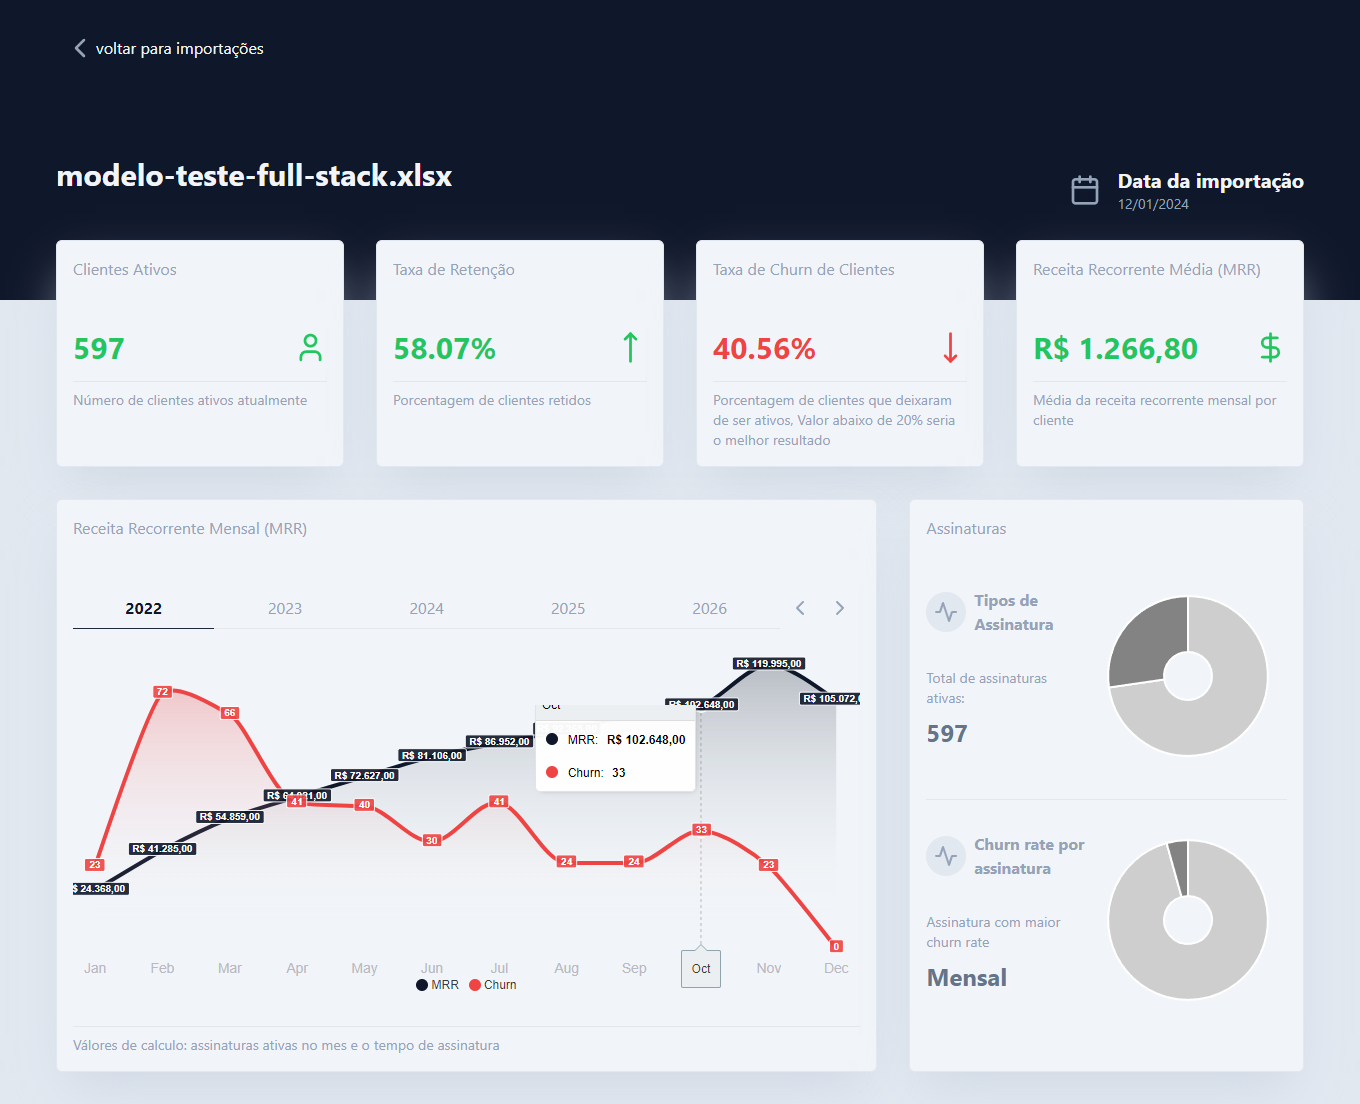 voltar para importações
modelo-teste-full-stack.xlsx
Data da importação
12/01/2024
Clientes Ativos
597
Número de clientes ativos atualmente
Taxa de Retenção
58.07%
Porcentagem de clientes retidos
Taxa de Churn de Clientes
40.56%
Porcentagem de clientes que deixaram
de ser ativos, Valor abaixo de 20% seria
o melhor resultado
Receita Recorrente Média (MRR)
R$ 1.266,80
Média da receita recorrente mensal por
cliente
Receita Recorrente Mensal (MRR)
2022 2023 2024 2025 2026
R$ 119.995,00
R$ 105.072,
R$ 102.648,00
72
66
Oct
MRR: R$ 102.648,00
Churn: 33
R$ 86.952,00
R$ 81.106,00
R$ 72.627,00
R$
41
40
41
R$ 54.859,00
33
30
R$ 41.285,00
23
24
24
23
$ 24.368,00
0
Jan Feb Mar Apr May Jun Jul Aug Sep Oct Nov Dec
MRR Churn
Válores de calculo: assinaturas ativas no mes e o tempo de assinatura
Assinaturas
Tipos de
Assinatura
Total de assinaturas
ativas:
597
Churn rate por
assinatura
Assinatura com maior
churn rate
Mensal